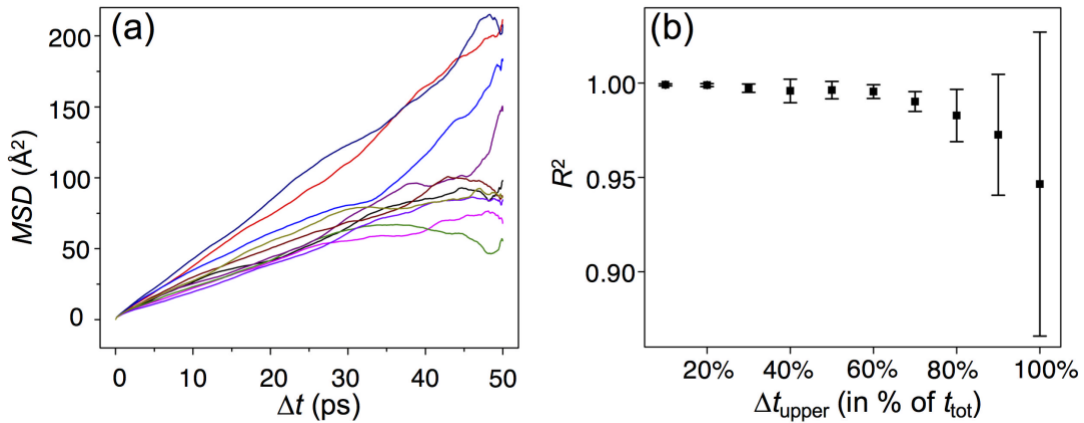 (a)
200
150
100
50
0
MSD (Å²)
0 10 20 30 40 50
Δt (ps)
(b)
1.00
0.95
0.90
R²
20% 40% 60% 80% 100%
Δt_upper (in % of t_tot)